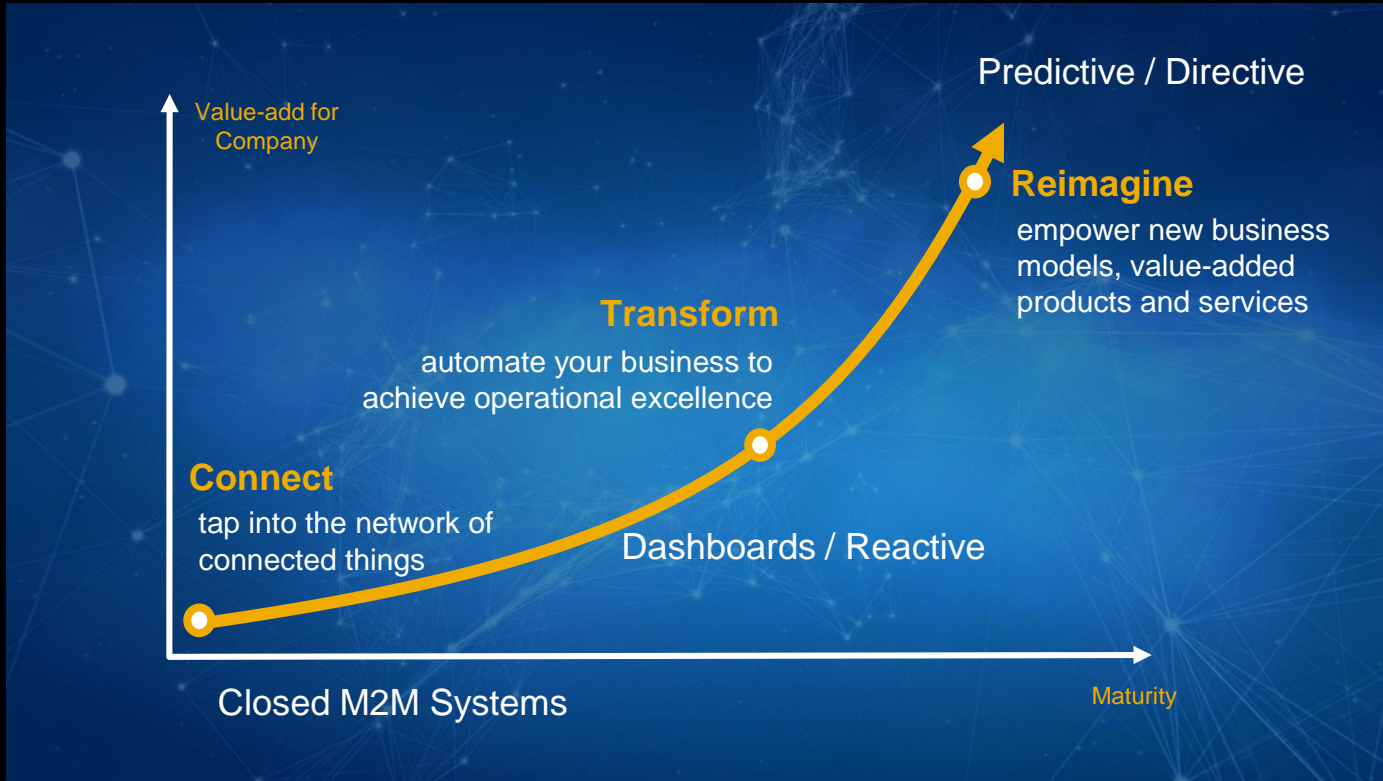 Predictive / Directive
Value-add for
Company
Reimagine
empower new business
models, value-added
products and services
Transform
automate your business to
achieve operational excellence
Connect
tap into the network of
connected things
Dashboards / Reactive
Closed M2M Systems
Maturity